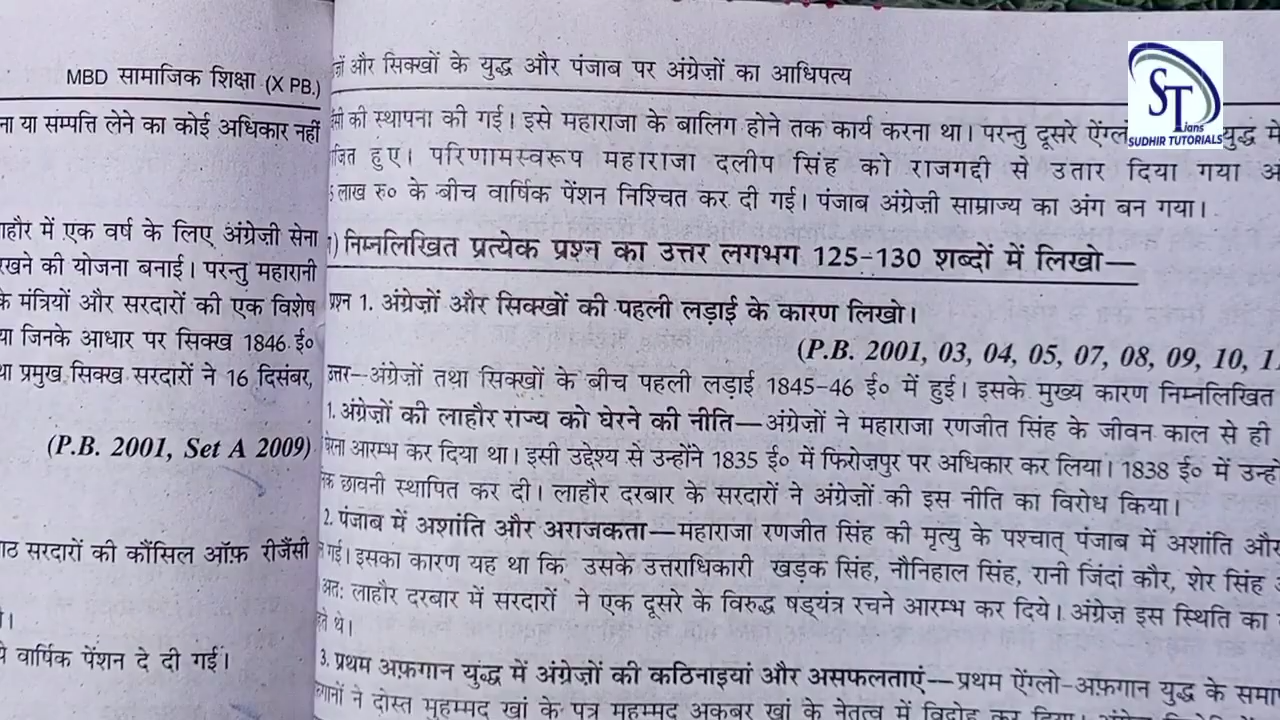 MBD सामाजिक शिक्षा (X PB.)
ना या संम्पत्ति लेने का कोई अधिकार नहीं
ाहौर में एक वर्ष के लिए अंग्रेज़ी सेना
रखने की योजना बनाई। परन्तु महारानी
के मंत्रियों और सरदारों की एक विशेष
या जिनके आधार पर सिक्ख 1846 ई०
था प्रमुख सिक्ख सरदारों ने 16 दिसंबर,
(P.B. 2001, Set A 2009)
ाठ सरदारों की कौंसिल ऑफ़ रीजैंसी
वार्षिक पेंशन दे दी गई।
और सिक्खों के युद्ध और पंजाब पर अंग्रेज़ों का आधिपत्य
की स्थापना की गई। इसे महाराजा के बालिग होने तक कार्य करना था। परन्तु दूसरे ऐंग्लो युद्ध में
हुए। परिणामस्वरूप महाराजा दलीप सिंह को राजगद्दी से उतार दिया गया
लाख रु० के बीच वार्षिक पेंशन निश्चित कर दी गई। पंजाब अंग्रेज़ी साम्राज्य का अंग बन गया।
निम्नलिखित प्रत्येक प्रश्न का उत्तर लगभग 125-130 शब्दों में लिखो—
प्रश्न 1. अंग्रेज़ों और सिक्खों की पहली लड़ाई के कारण लिखो।
(P.B. 2001, 03, 04, 05, 07, 08, 09, 10, 1
उत्तर—अंग्रेज़ों तथा सिक्खों के बीच पहली लड़ाई 1845-46 ई० में हुई। इसके मुख्य कारण निम्नलिखित
1. अंग्रेज़ों की लाहौर राज्य को घेरने की नीति—अंग्रेज़ों ने महाराजा रणजीत सिंह के जीवन काल से ही
घेरना आरम्भ कर दिया था। इसी उद्देश्य से उन्होंने 1835 ई० में फिरोज़पुर पर अधिकार कर लिया। 1838 ई० में उन्हो
छावनी स्थापित कर दी। लाहौर दरबार के सरदारों ने अंग्रेज़ों की इस नीति का विरोध किया।
2. पंजाब में अशांति और अराजकता—महाराजा रणजीत सिंह की मृत्यु के पश्चात् पंजाब में अशांति और
गई। इसका कारण यह था कि उसके उत्तराधिकारी खड़क सिंह, नौनिहाल सिंह, रानी जिंदां कौर, शेर सिंह
अत: लाहौर दरबार में सरदारों ने एक दूसरे के विरुद्ध षड्यंत्र रचने आरम्भ कर दिये। अंग्रेज़ इस स्थिति का
थे।
3. प्रथम अफ़गान युद्ध में अंग्रेज़ों की कठिनाइयां और असफलताएं—प्रथम ऐंग्लो-अफ़गान युद्ध के समा
ने दोस्त मुहम्मद खां के पुत्र मुहम्मद अकबर खां के नेतृत्व में विद्रोह कर दिया।
ST
ians
SUDHIR TUTORIALS